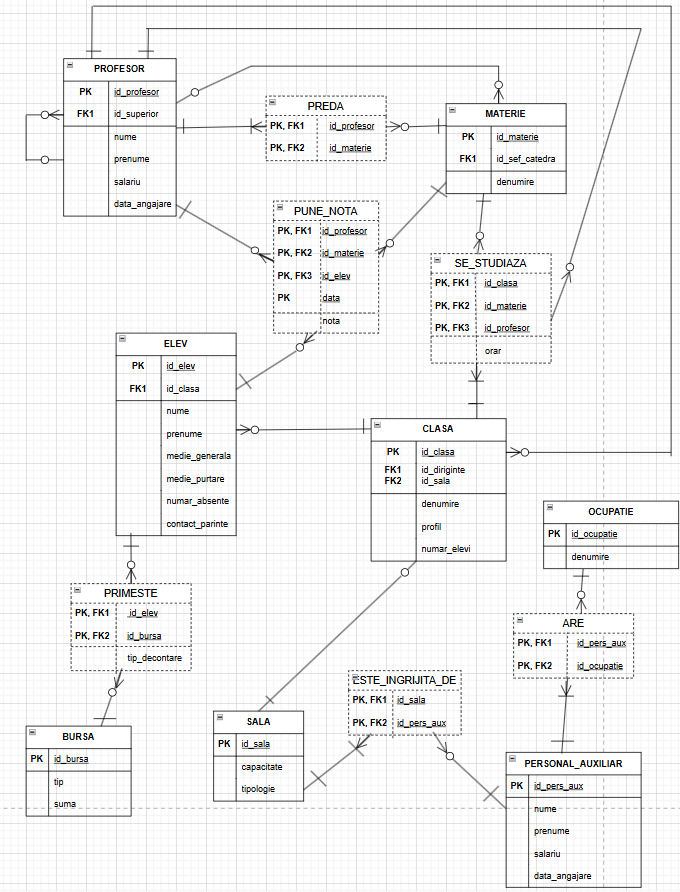 PROFESOR
PK id_profesor
FK1 id_superior
nume
prenume
salariu
data_angajare
PREDA
PK, FK1 id_profesor
PK, FK2 id_materie
MATERIE
PK id_materie
FK1 id_sef_catedra
denumire
PUNE_NOTA
PK, FK1 id_profesor
PK, FK2 id_materie
PK, FK3 id_elev
PK data
nota
SE_STUDIAZA
PK, FK1 id_clasa
PK, FK2 id_materie
PK, FK3 id_profesor
orar
ELEV
PK id_elev
FK1 id_clasa
nume
prenume
medie_generala
medie_purtare
numar_absente
contact_parinte
CLASA
PK id_clasa
FK1 id_diriginte
FK2 id_sala
denumire
profil
numar_elevi
OCUPATIE
PK id_ocupatie
denumire
PRIMESTE
PK, FK1 id_elev
PK, FK2 id_bursa
tip_decontare
ARE
PK, FK1 id_pers_aux
PK, FK2 id_ocupatie
ESTE_INGRIJITA_DE
PK, FK1 id_sala
PK, FK2 id_pers_aux
BURSA
PK id_bursa
tip
suma
SALA
PK id_sala
capacitate
tipologie
PERSONAL_AUXILIAR
PK id_pers_aux
nume
prenume
salariu
data_angajare